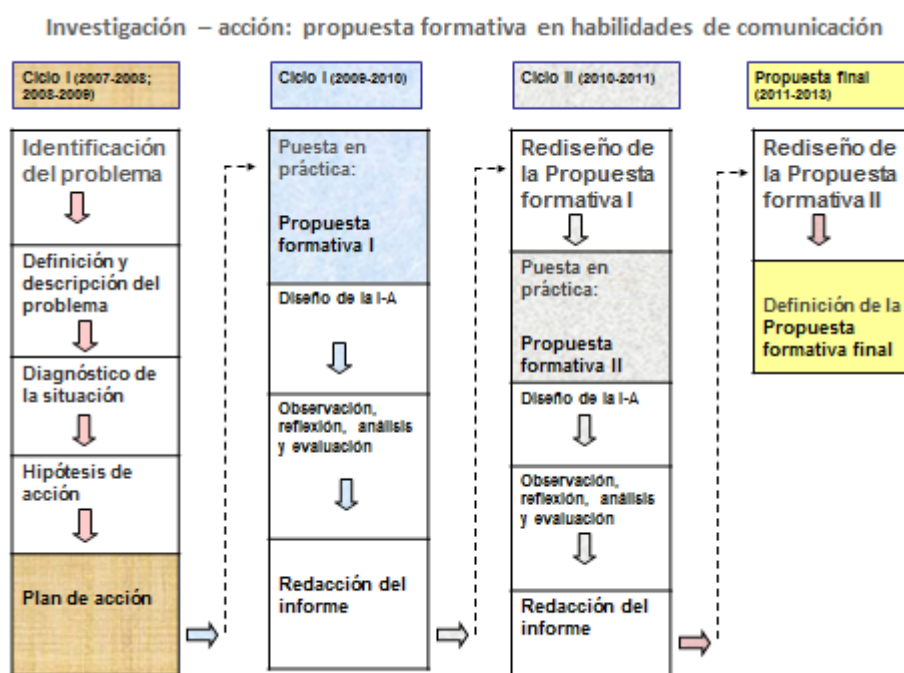 Investigación – acción: propuesta formativa en habilidades de comunicación
Ciclo I (2007-2008;
2008-2009)
Identificación
del problema
Definición y
descripción del
problema
Diagnóstico de
la situación
Hipótesis de
acción
Plan de acción
Ciclo I (2009-2010)
Puesta en
práctica:
Propuesta
formativa I
Diseño de la I-A
Observación,
reflexión, análisis
y evaluación
Redacción del
informe
Ciclo II (2010-2011)
Rediseño de
la Propuesta
formativa I
Puesta en
práctica:
Propuesta
formativa II
Diseño de la I-A
Observación,
reflexión, análisis
y evaluación
Redacción del
informe
Propuesta final
(2011-2013)
Rediseño de
la Propuesta
formativa II
Definición de la
Propuesta
formativa final